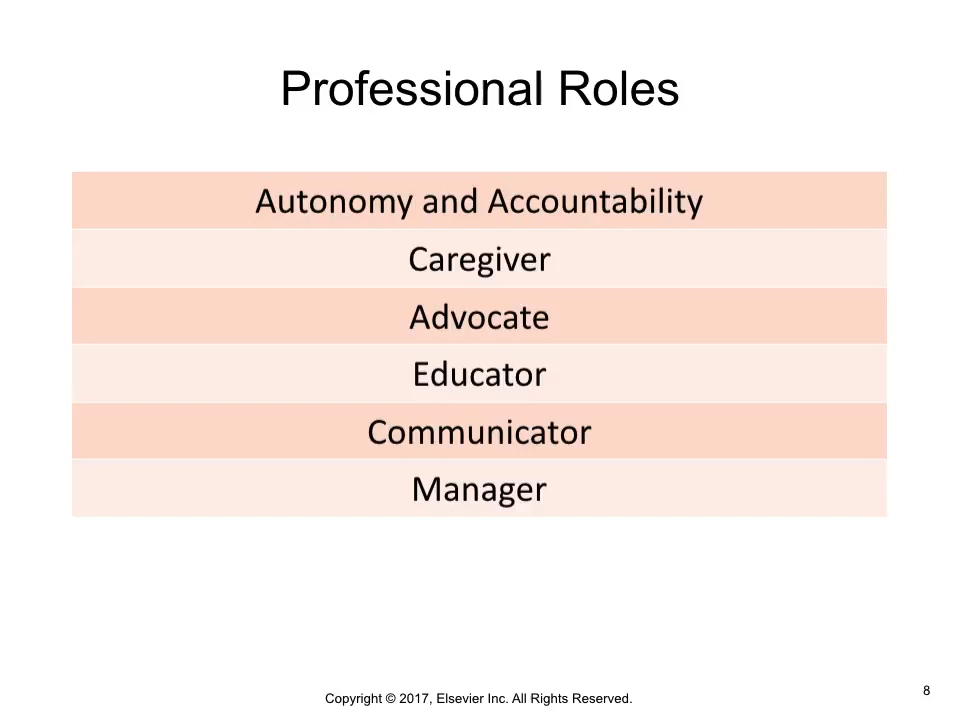 Professional Roles
Autonomy and Accountability
Caregiver
Advocate
Educator
Communicator
Manager
Copyright © 2017, Elsevier Inc. All Rights Reserved.
8